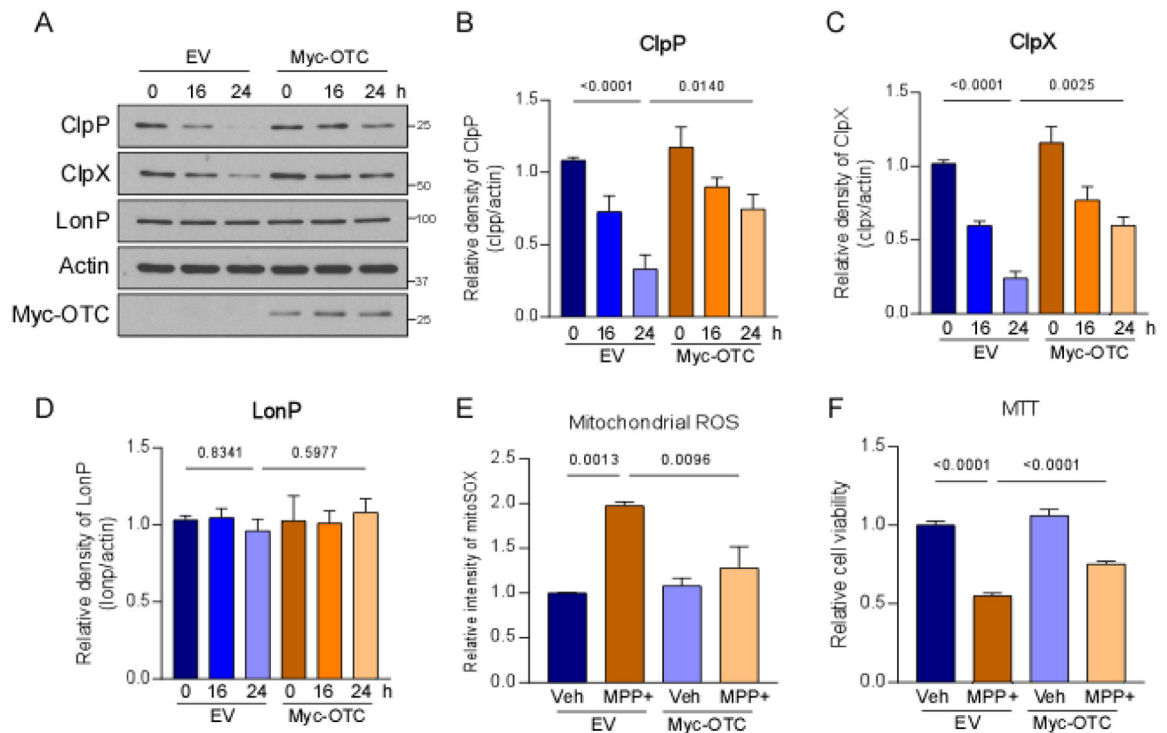 A
EV Myc-OTC
0 16 24 0 16 24 h
ClpP 25
ClpX 50
LonP 100
Actin 37
Myc-OTC 25
B
ClpP
<0.0001 0.0140
Relative density of ClpP
(clpp/actin)
1.5
1.0
0.5
0.0
0 16 24 0 16 24 h
EV Myc-OTC
C
ClpX
<0.0001 0.0025
Relative density of ClpX
(clpx/actin)
1.5
1.0
0.5
0.0
0 16 24 0 16 24 h
EV Myc-OTC
D
LonP
0.8341 0.5977
Relative density of LonP
(lonp/actin)
1.5
1.0
0.5
0.0
0 16 24 0 16 24 h
EV Myc-OTC
E
Mitochondrial ROS
0.0013 0.0096
Relative intensity of mitoSOX
2.5
2.0
1.5
1.0
0.5
Veh MPP+ Veh MPP+
EV Myc-OTC
F
MTT
<0.0001 <0.0001
Relative cell viability
1.5
1.0
0.5
0.0
Veh MPP+ Veh MPP+
EV Myc-OTC